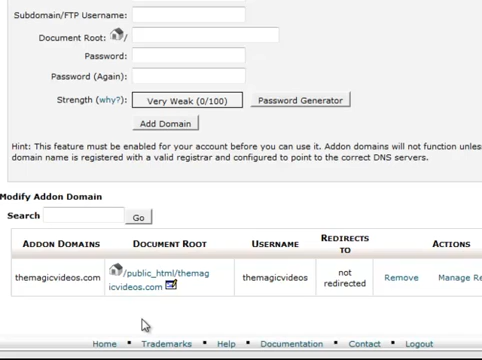 Subdomain/FTP Username:
Document Root: /
Password:
Password (Again):
Strength (why?): Very Weak (0/100) Password Generator
Add Domain
Hint: This feature must be enabled for your account before you can use it. Addon domains will not function unles
domain name is registered with a valid registrar and configured to point to the correct DNS servers.
Modify Addon Domain
Search Go
ADDON DOMAINS DOCUMENT ROOT USERNAME REDIRECTS TO ACTIONS
themagicvideos.com /public_html/themag
icvideos.com themagicvideos not
redirected Remove Manage Re
Home Trademarks Help Documentation Contact Logout